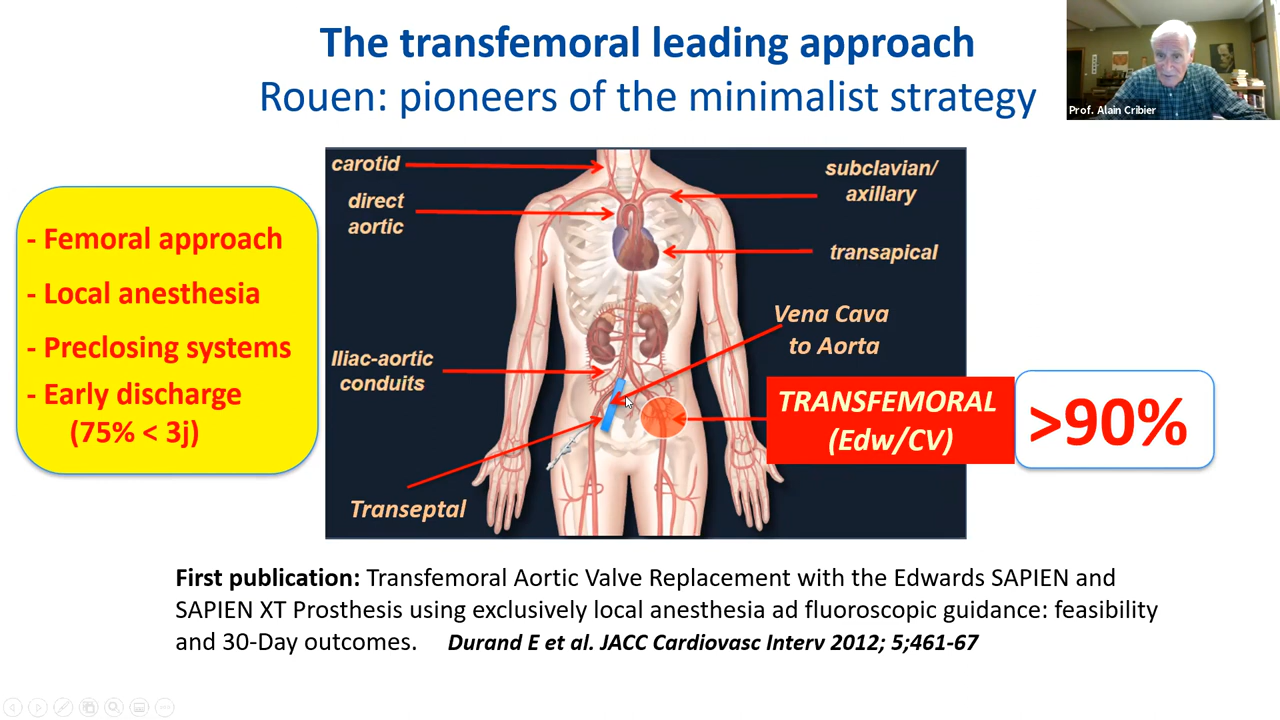 The transfemoral leading approach
Rouen: pioneers of the minimalist strategy
Prof. Alain Cribier
- Femoral approach
- Local anesthesia
- Preclosing systems
- Early discharge
(75% < 3j)
carotid
direct
aortic
Iliac-aortic
conduits
Transeptal
subclavian/
axillary
transapical
Vena Cava
to Aorta
TRANSFEMORAL
(Edw/CV)
>90%
First publication: Transfemoral Aortic Valve Replacement with the Edwards SAPIEN and
SAPIEN XT Prosthesis using exclusively local anesthesia ad fluoroscopic guidance: feasibility
and 30-Day outcomes. Durand E et al. JACC Cardiovasc Interv 2012; 5;461-67